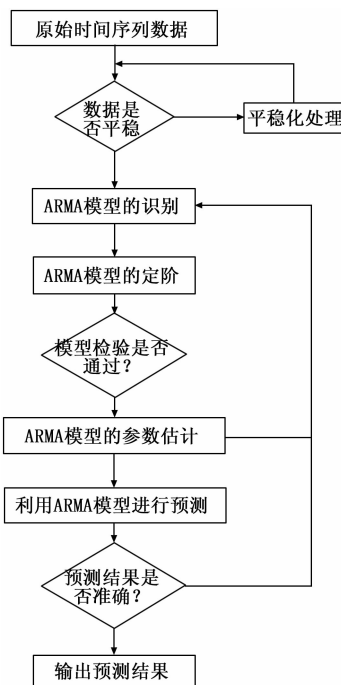 原始时间序列数据
数据是
否平稳
平稳化处理
ARMA模型的识别
ARMA模型的定阶
模型检验是否
通过?
ARMA模型的参数估计
利用ARMA模型进行预测
预测结果是
否准确?
输出预测结果